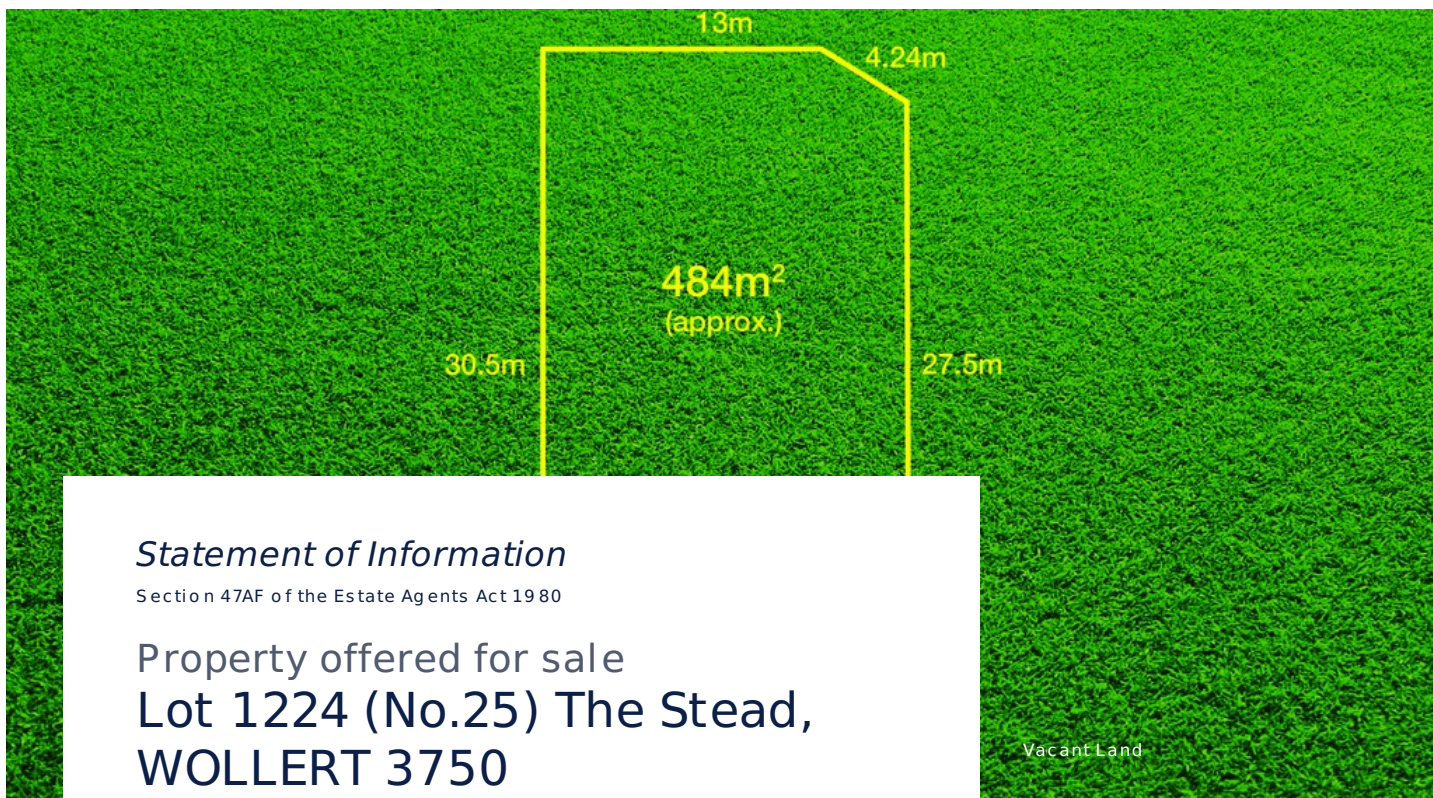 13m
4.24m
484m²
(approx.)
30.5m
27.5m
Statement of Information
Section 47AF of the Estate Agents Act 1980
Property offered for sale
Lot 1224 (No.25) The Stead,
WOLLERT 3750
Vacant Land